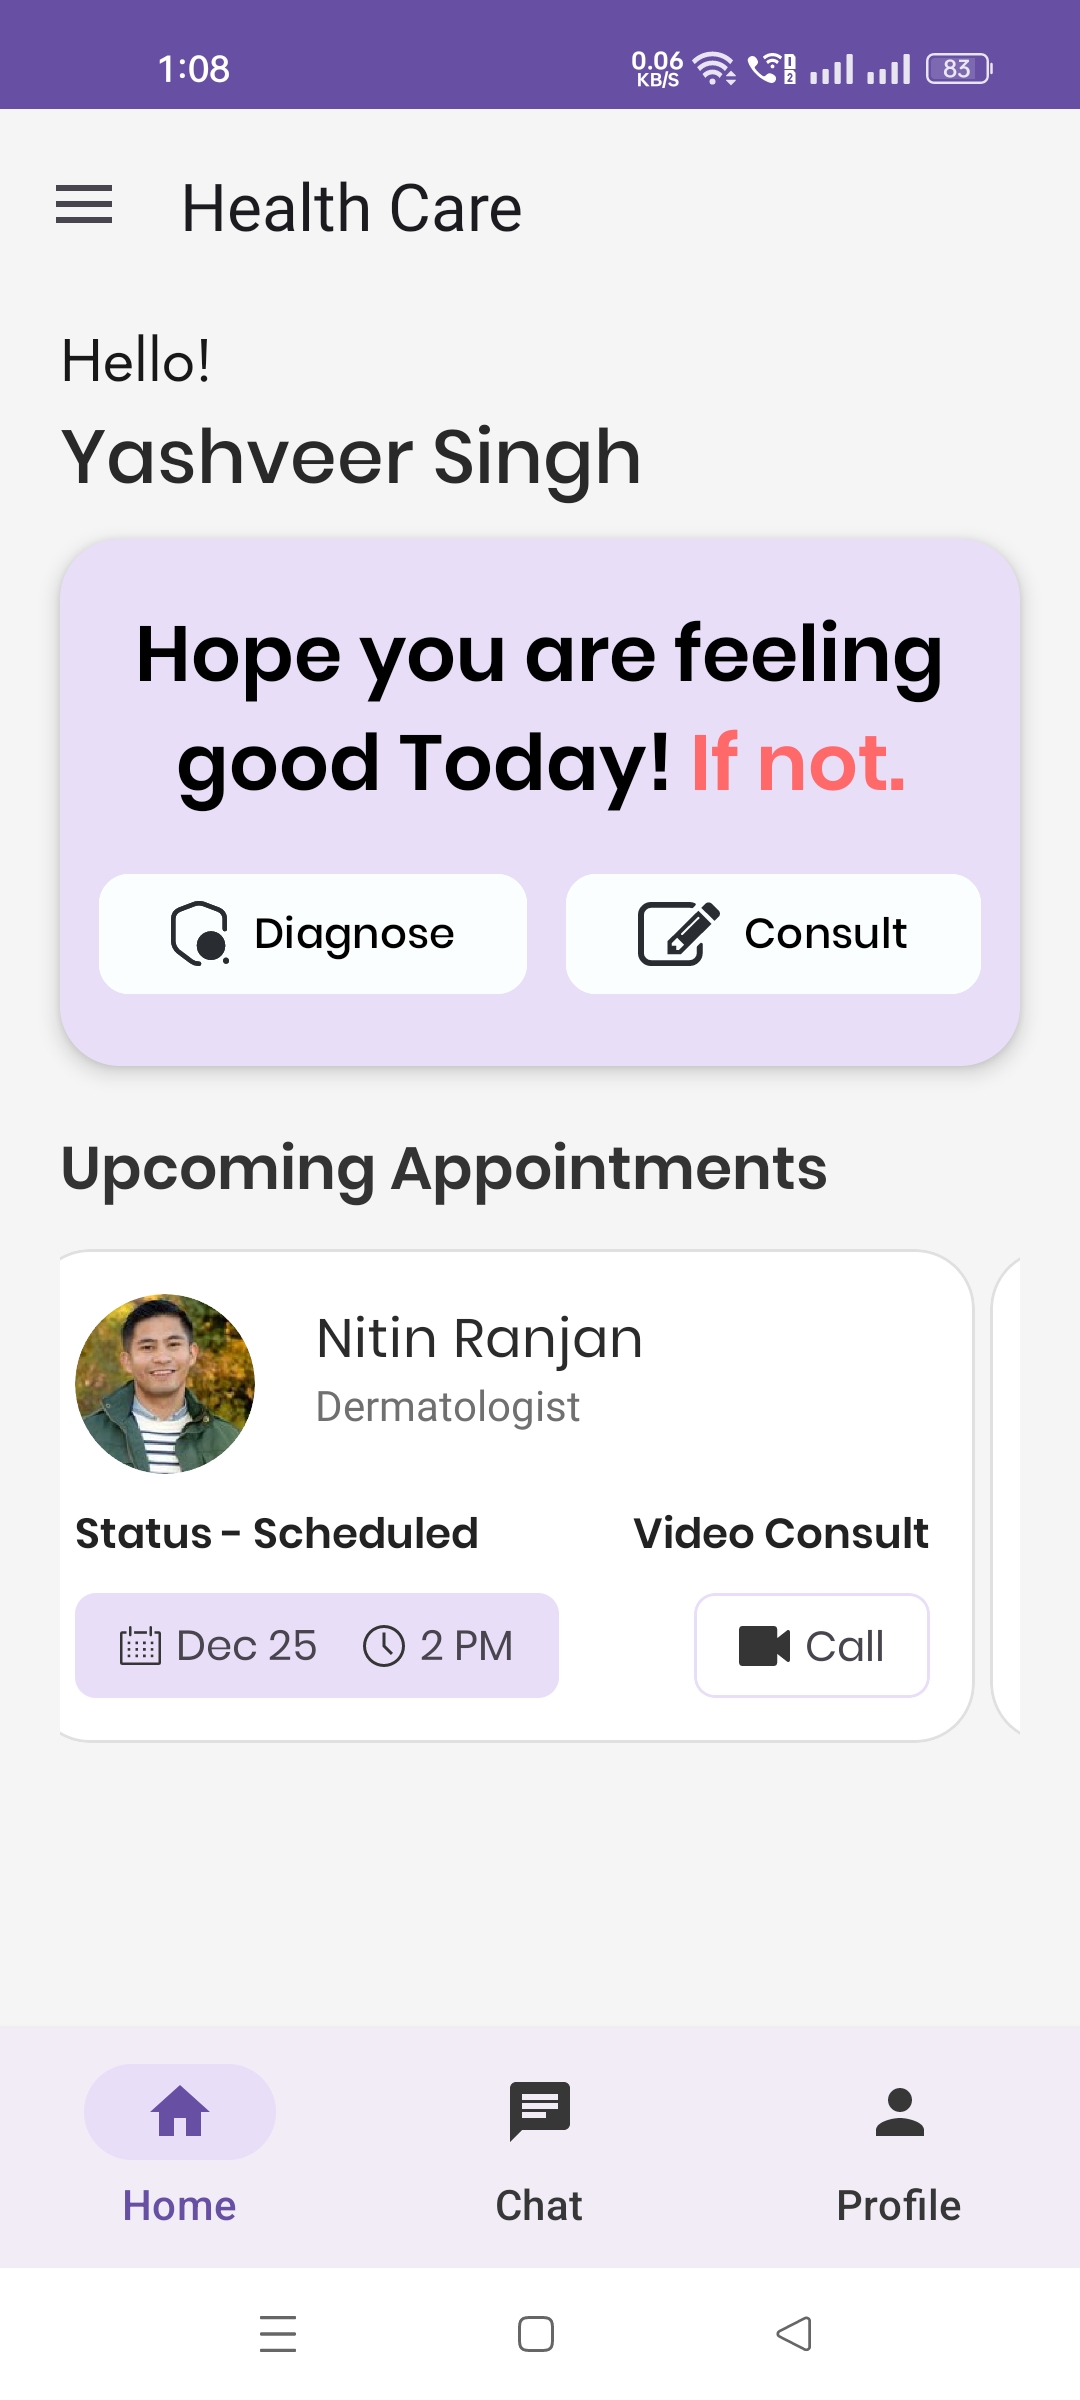 1:08
0.06
KB/S
1
2
83
Health Care
Hello!
Yashveer Singh
Hope you are feeling
good Today! If not.
Diagnose
Consult
Upcoming Appointments
Nitin Ranjan
Dermatologist
Status - Scheduled
Video Consult
Dec 25
2 PM
Call
Home
Chat
Profile